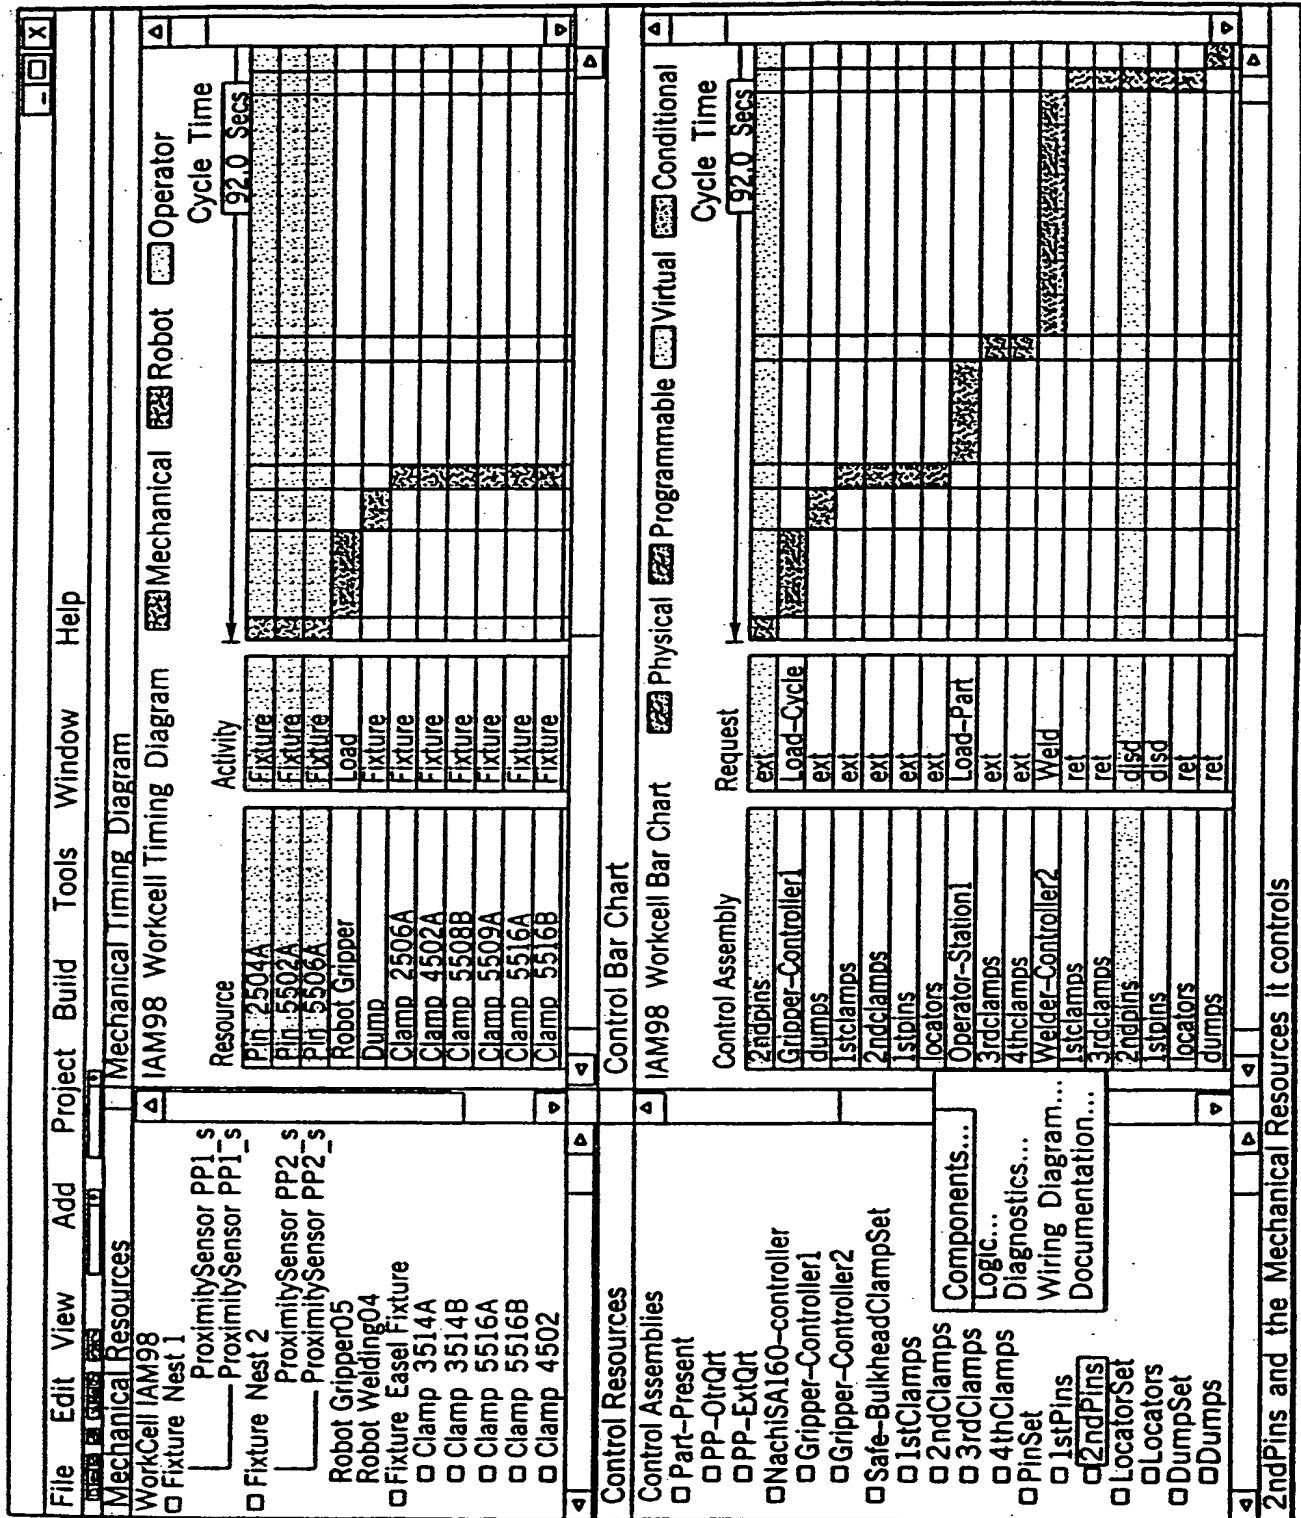 File Edit View Add Project Build Tools Window Help
Mechanical Resources
WorkCell IAM98
Fixture Nest 1
ProximitySensor PP1_s
ProximitySensor PP1_s
Fixture Nest 2
ProximitySensor PP2_s
ProximitySensor PP2_s
Robot Gripper05
Robot Welding04
Fixture Easel Fixture
Clamp 3514A
Clamp 3514B
Clamp 5516A
Clamp 5516B
Clamp 4502
Mechanical Timing Diagram
IAM98 Workcell Timing Diagram Mechanical Robot Operator
Cycle Time
92.0 Secs
Resource Activity
Pin 2504A Fixture
Pin 5502A Fixture
Pin 5506A Fixture
Robot Gripper Load
Dump Fixture
Clamp 2506A Fixture
Clamp 4502A Fixture
Clamp 5508B Fixture
Clamp 5509A Fixture
Clamp 5516A Fixture
Clamp 5516B Fixture
Control Resources
Control Assemblies
Part-Present
PP-OtrQrt
PP-ExtQrt
NachiSA160-controller
Gripper-Controller1
Gripper-Controller2
Safe-BulkheadClampSet
1stClamps
2ndClamps
3rdClamps
4thClamps
PinSet
1stPins
2ndPins
LocatorSet
Locators
DumpSet
Dumps
Components...
Logic...
Diagnostics...
Wiring Diagram...
Documentation...
Control Bar Chart
IAM98 Workcell Bar Chart Physical Programmable Virtual Conditional
Cycle Time
92.0 Secs
Control Assembly Request
2ndpins ext
Gripper-Controller1 Load-Cycle
dumps ext
1stclamps ext
2ndclamps ext
1stpins ext
locators ext
Operator-Station1 Load-Part
3rdclamps ext
4thclamps ext
Welder-Controller2 Weld
1stclamps ret
3rdclamps ret
2ndpins disd
1stpins disd
locators ret
dumps ret
2ndPins and the Mechanical Resources it controls